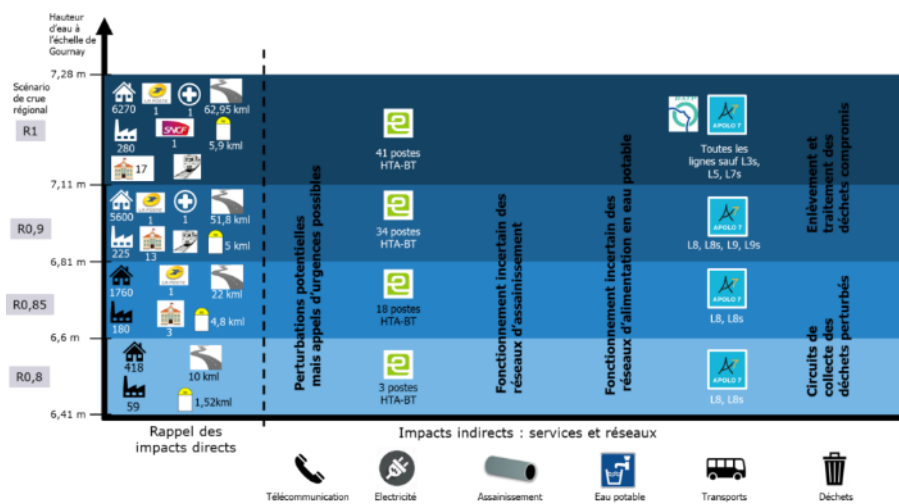 Hauteur
d'eau à
l'échelle de
Gournay
7,28 m
Scénario
de crue
régional
R1
6270
LA POSTE
1
1
62,95 kml
280
SNCF
1
5,9 kml
17
41 postes
HTA-BT
RATP
APOLO 7
Toutes les
lignes sauf L3s,
L5, L7s
7,11 m
R0,9
5600
1
1
51,8 kml
225
13
5 kml
34 postes
HTA-BT
APOLO 7
L8, L8s, L9, L9s
6,81 m
R0,85
1760
1
22 kml
180
3
4,8 kml
18 postes
HTA-BT
APOLO 7
L8, L8s
6,6 m
R0,8
418
10 kml
59
1,52kml
3 postes
HTA-BT
APOLO 7
L8, L8s
6,41 m
Perturbations potentielles
mais appels d'urgences possibles
Fonctionnement incertain des
réseaux d'assainissement
Fonctionnement incertain des
réseaux d'alimentation en eau potable
Enlèvement et
traitement des
déchets compromis
Circuits de
collecte des
déchets perturbés
Rappel des
impacts directs
Impacts indirects : services et réseaux
Télécommunication
Electricité
Assainissement
Eau potable
Transports
Déchets